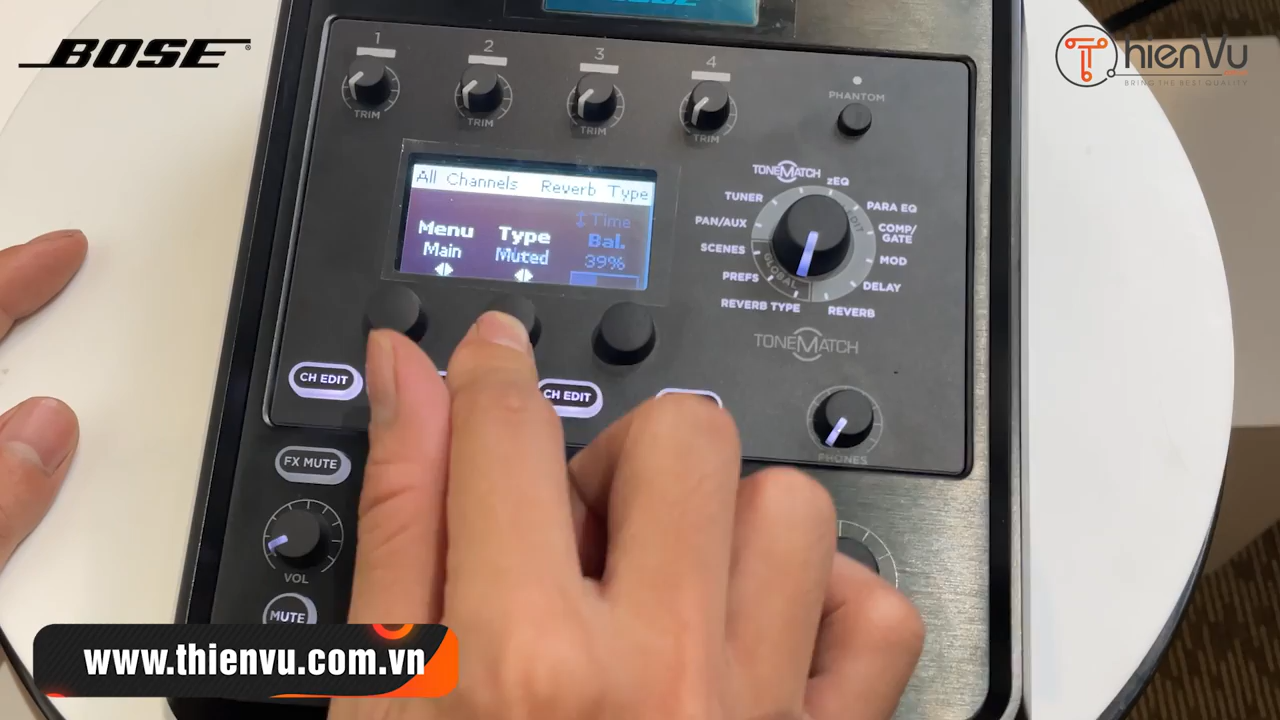 BOSE
BOSE
ThienVu
BRING THE BEST QUALITY
1
2
3
4
TRIM
TRIM
TRIM
TRIM
PHANTOM
All Channels Reverb Type
Menu
Main
Type
Muted
Time
Bal.
39%
TONEMATCH
zEQ
PARA EQ
COMP/
GATE
MOD
DELAY
REVERB
REVERB TYPE
PREFS
SCENES
PAN/AUX
TUNER
EDIT
GLOBAL
TONEMATCH
CH EDIT
CH EDIT
PHONES
FX MUTE
VOL
MUTE
www.thienvu.com.vn